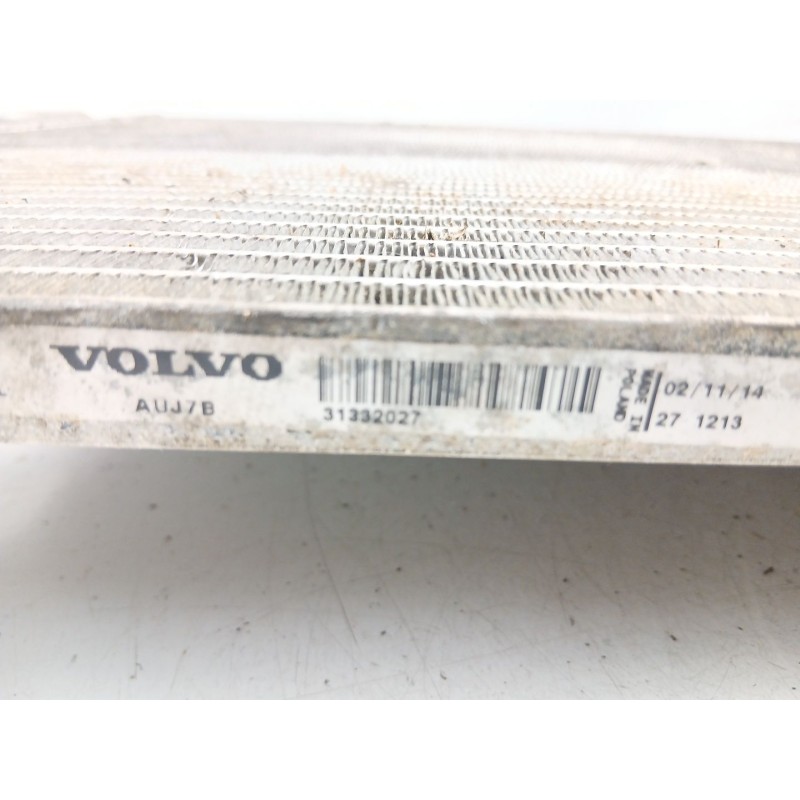 VOLVO
AUJ7B
31332027
MADE IN
POLAND
02/11/14
27 1213